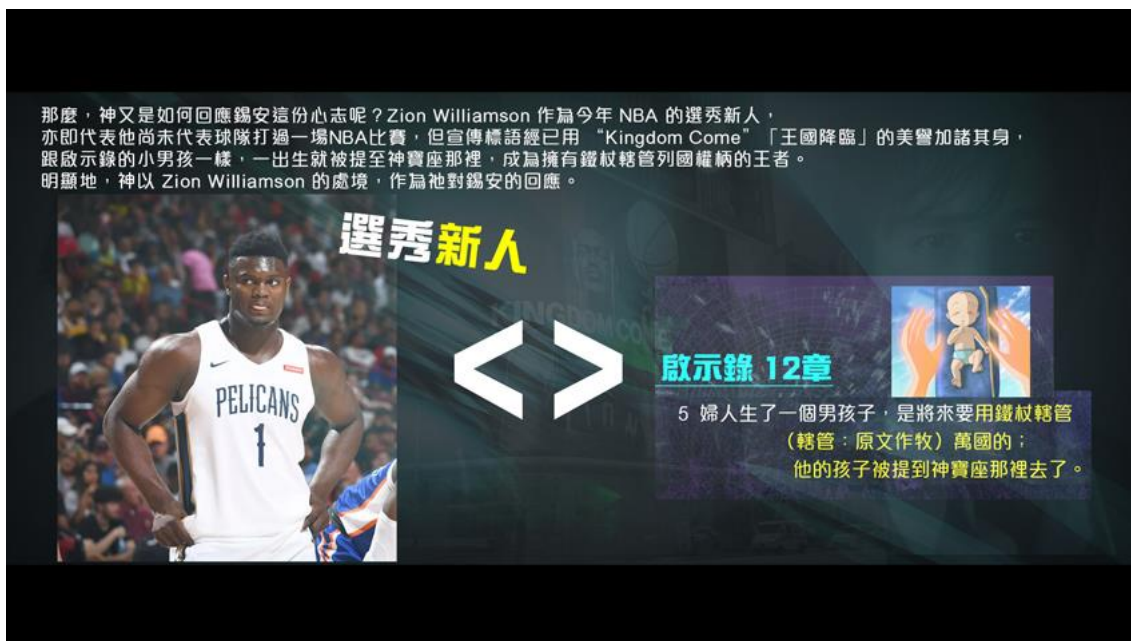 那麼，神又是如何回應錫安這份心志呢？Zion Williamson 作為今年 NBA 的選秀新人，
亦即代表他尚未代表球隊打過一場NBA比賽，但宣傳標語經已用 “Kingdom Come”「王國降臨」的美譽加諸其身，
跟啟示錄的小男孩一樣，一出生就被提至神寶座那裡，成為擁有鐵杖轄管列國權柄的王者。
明顯地，神以 Zion Williamson 的處境，作為祂對錫安的回應。
選秀新人
KINGDOM COME
PELICANS
1
<>
啟示錄 12章
5 婦人生了一個男孩子，是將來要用鐵杖轄管
（轄管：原文作牧）萬國的；
他的孩子被提到神寶座那裡去了。